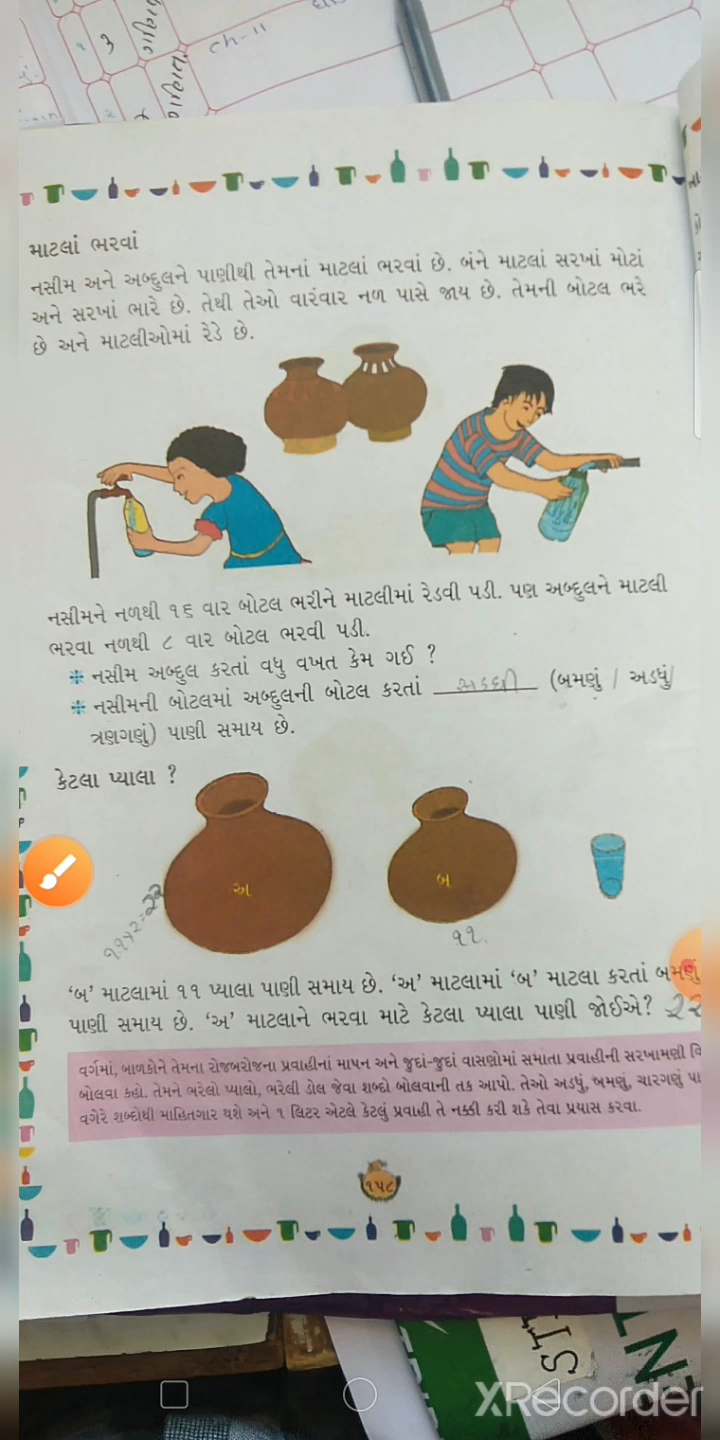 ch-11
3
માટલાં ભરવાં
નસીમ અને અબ્દુલને પાણીથી તેમનાં માટલાં ભરવાં છે. બંને માટલાં સરખાં મોટાં
અને સરખાં ભારે છે. તેથી તેઓ વારંવાર નળ પાસે જાય છે. તેમની બોટલ ભરે
છે અને માટલીઓમાં રેડે છે.
નસીમને નળથી ૧૬ વાર બોટલ ભરીને માટલીમાં રેડવી પડી. પણ અબ્દુલને માટલી
ભરવા નળથી ૮ વાર બોટલ ભરવી પડી.
નસીમ અબ્દુલ કરતાં વધુ વખત કેમ ગઈ ?
નસીમની બોટલમાં અબ્દુલની બોટલ કરતાં (બમણું / અડધું/
ત્રણગણું) પાણી સમાય છે.
કેટલા પ્યાલા ?
અ
બ
૧૧×૨=૨૨
૧૧
‘બ’ માટલામાં ૧૧ પ્યાલા પાણી સમાય છે. ‘અ’ માટલામાં ‘બ’ માટલા કરતાં બમણું
પાણી સમાય છે. ‘અ’ માટલાને ભરવા માટે કેટલા પ્યાલા પાણી જોઈએ? ૨૨
વર્ગમાં, બાળકોને તેમના રોજબરોજના પ્રવાહીનાં માપન અને જુદાં-જુદાં વાસણોમાં સમાતા પ્રવાહીની સરખામણી વિ
બોલવા કહો. તેમને ભરેલો પ્યાલો, ભરેલી ડોલ જેવા શબ્દો બોલવાની તક આપો. તેઓ અડધું, બમણું, ચારગણું પા
વગેરે શબ્દોથી માહિતગાર થશે અને ૧ લિટર એટલે કેટલું પ્રવાહી તે નક્કી કરી શકે તેવા પ્રયાસ કરવા.
૧૫૮
XRecorder